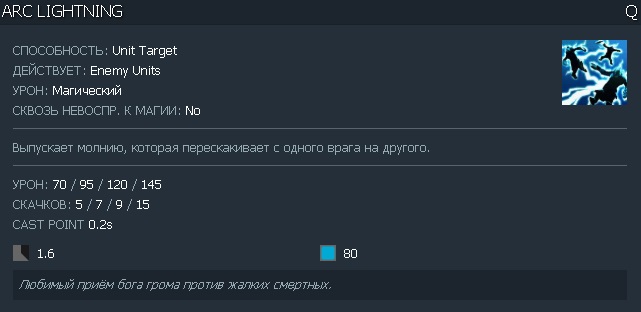 ARC LIGHTNING Q
СПОСОБНОСТЬ: Unit Target
ДЕЙСТВУЕТ: Enemy Units
УРОН: Магический
СКВОЗЬ НЕВОСПР. К МАГИИ: No
Выпускает молнию, которая перескакивает с одного врага на другого.
УРОН: 70 / 95 / 120 / 145
СКАЧКОВ: 5 / 7 / 9 / 15
CAST POINT 0.2s
1.6 80
Любимый приём бога грома против жалких смертных.